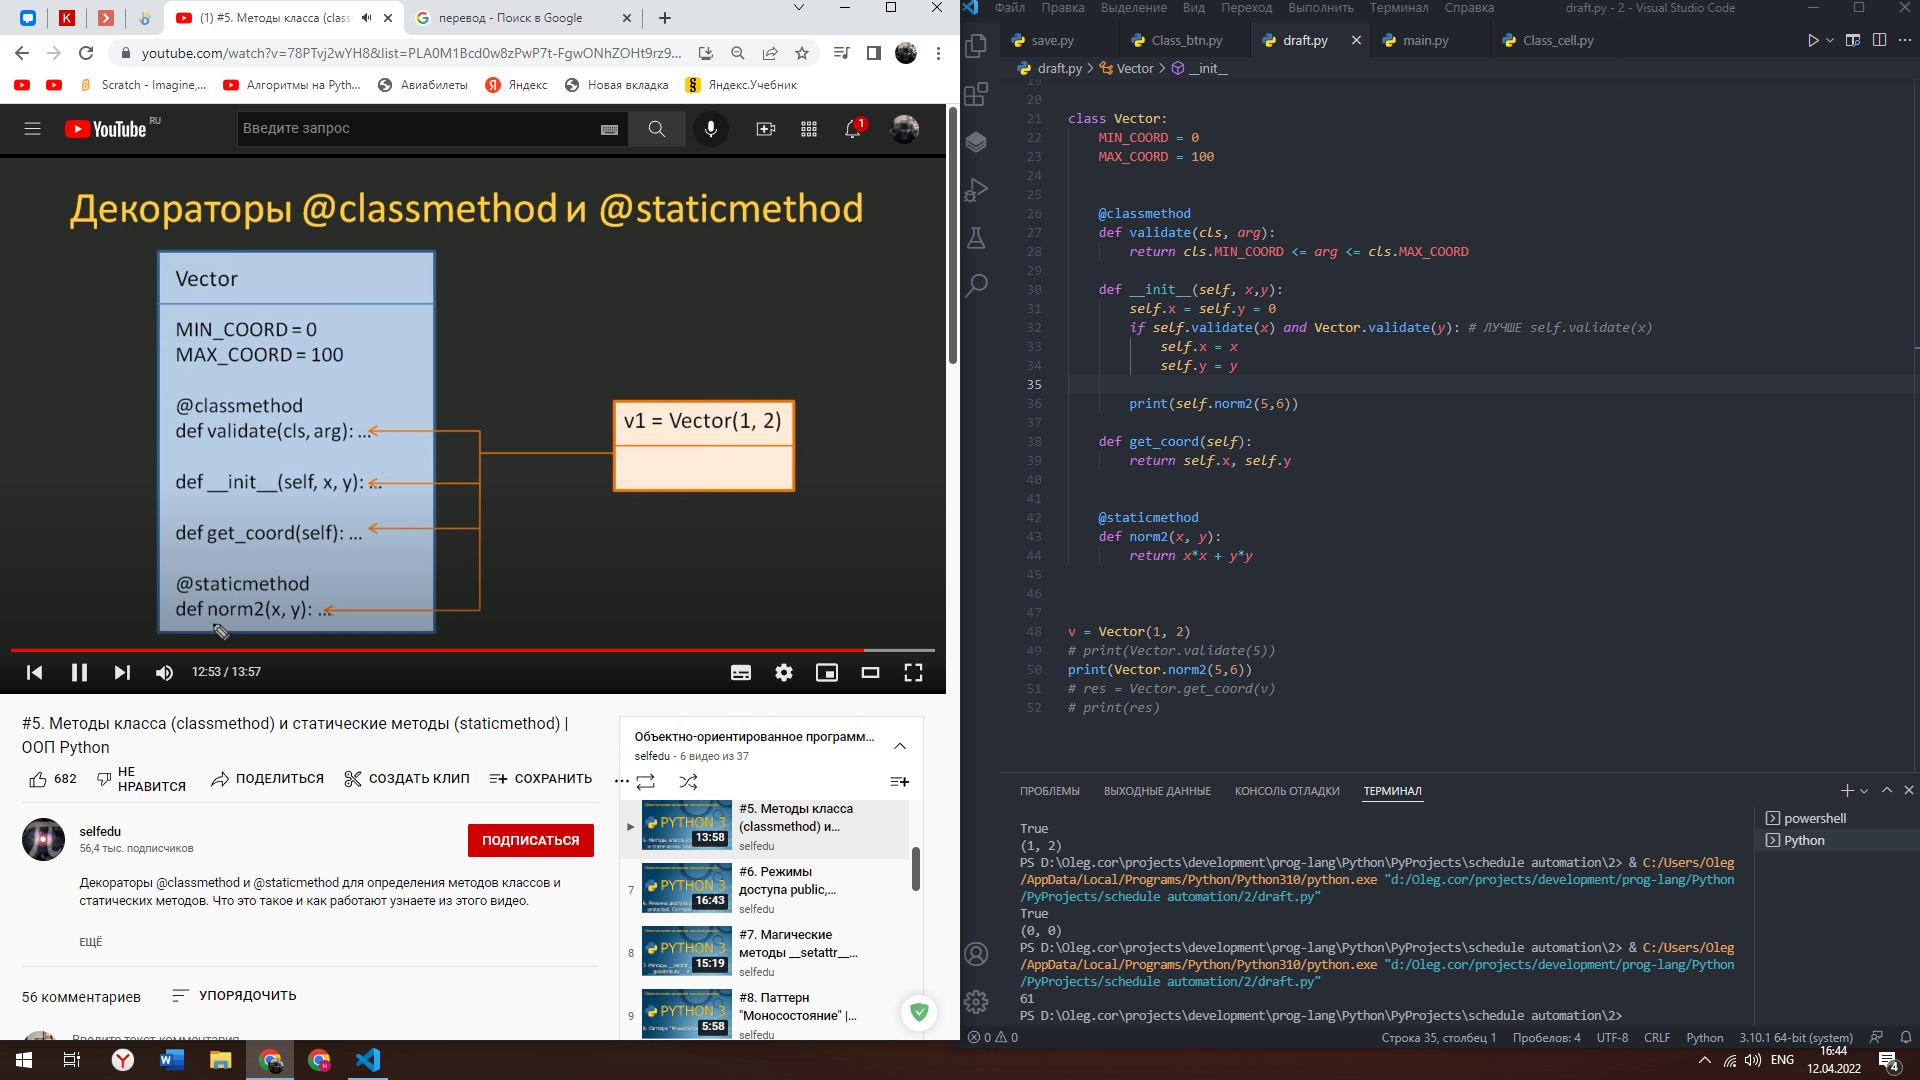 (1) #5. Методы класса (class
перевод - Поиск в Google
youtube.com/watch?v=78PTvj2wYH8&list=PLA0M1Bcd0w8zPwP7t-FgwONhZOHt9rz9...
Scratch - Imagine,...
Алгоритмы на Pyth...
Авиабилеты
Яндекс
Новая вкладка
Яндекс.Учебник
YouTube RU
Введите запрос
1
Декораторы @classmethod и @staticmethod
Vector
MIN_COORD = 0
MAX_COORD = 100
@classmethod
def validate(cls, arg): ...
def __init__(self, x, y): ...
def get_coord(self): ...
@staticmethod
def norm2(x, y): ...
v1 = Vector(1, 2)
12:53 / 13:57
#5. Методы класса (classmethod) и статические методы (staticmethod) |
ООП Python
682
НЕ НРАВИТСЯ
ПОДЕЛИТЬСЯ
СОЗДАТЬ КЛИП
СОХРАНИТЬ
selfedu
56,4 тыс. подписчиков
ПОДПИСАТЬСЯ
Декораторы @classmethod и @staticmethod для определения методов классов и
статических методов. Что это такое и как работают узнаете из этого видео.
ЕЩЁ
56 комментариев
УПОРЯДОЧИТЬ
Введите текст комментария
Объектно-ориентированное программ...
selfedu - 6 видео из 37
PYTHON 3
13:58
#5. Методы класса
(classmethod) и...
selfedu
7
PYTHON 3
16:43
#6. Режимы
доступа public,...
selfedu
8
PYTHON 3
15:19
#7. Магические
методы __setattr__...
selfedu
9
PYTHON 3
5:58
#8. Паттерн
"Моносостояние" |...
selfedu
Файл Правка Выделение Вид Переход Выполнить Терминал Справка
draft.py - 2 - Visual Studio Code
save.py
Class_btn.py
draft.py
main.py
Class_cell.py
draft.py > Vector > __init__
19
20
21 class Vector:
22 MIN_COORD = 0
23 MAX_COORD = 100
24
25
26 @classmethod
27 def validate(cls, arg):
28 return cls.MIN_COORD <= arg <= cls.MAX_COORD
29
30 def __init__(self, x,y):
31 self.x = self.y = 0
32 if self.validate(x) and Vector.validate(y): # ЛУЧШЕ self.validate(x)
33 self.x = x
34 self.y = y
35
36 print(self.norm2(5,6))
37
38 def get_coord(self):
39 return self.x, self.y
40
41
42 @staticmethod
43 def norm2(x, y):
44 return x*x + y*y
45
46
47
48 v = Vector(1, 2)
49 # print(Vector.validate(5))
50 print(Vector.norm2(5,6))
51 # res = Vector.get_coord(v)
52 # print(res)
ПРОБЛЕМЫ ВЫХОДНЫЕ ДАННЫЕ КОНСОЛЬ ОТЛАДКИ ТЕРМИНАЛ
powershell
Python
True
(1, 2)
PS D:\Oleg.cor\projects\development\prog-lang\Python\PyProjects\schedule automation\2> & C:/Users/Oleg
/AppData/Local/Programs/Python/Python310/python.exe "d:/Oleg.cor/projects/development/prog-lang/Python
/PyProjects/schedule automation/2/draft.py"
True
(0, 0)
PS D:\Oleg.cor\projects\development\prog-lang\Python\PyProjects\schedule automation\2> & C:/Users/Oleg
/AppData/Local/Programs/Python/Python310/python.exe "d:/Oleg.cor/projects/development/prog-lang/Python
/PyProjects/schedule automation/2/draft.py"
61
PS D:\Oleg.cor\projects\development\prog-lang\Python\PyProjects\schedule automation\2>
0 0
Строка 35, столбец 1 Пробелов: 4 UTF-8 CRLF Python 3.10.1 64-bit (system)
ENG
16:44
12.04.2022
4